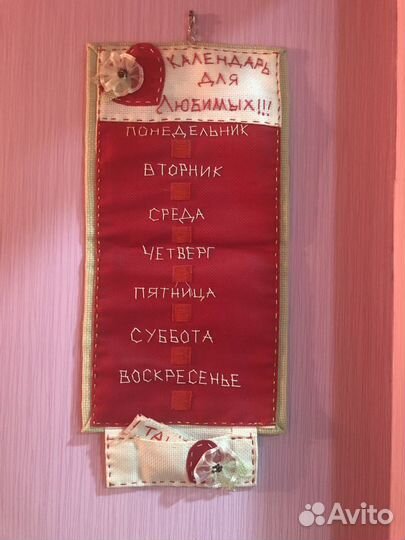 КАЛЕНДАРЬ
ДЛЯ
ЛЮБИМЫХ!!!
ПОНЕДЕЛЬНИК
ВТОРНИК
СРЕДА
ЧЕТВЕРГ
ПЯТНИЦА
СУББОТА
ВОСКРЕСЕНЬЕ
Avito